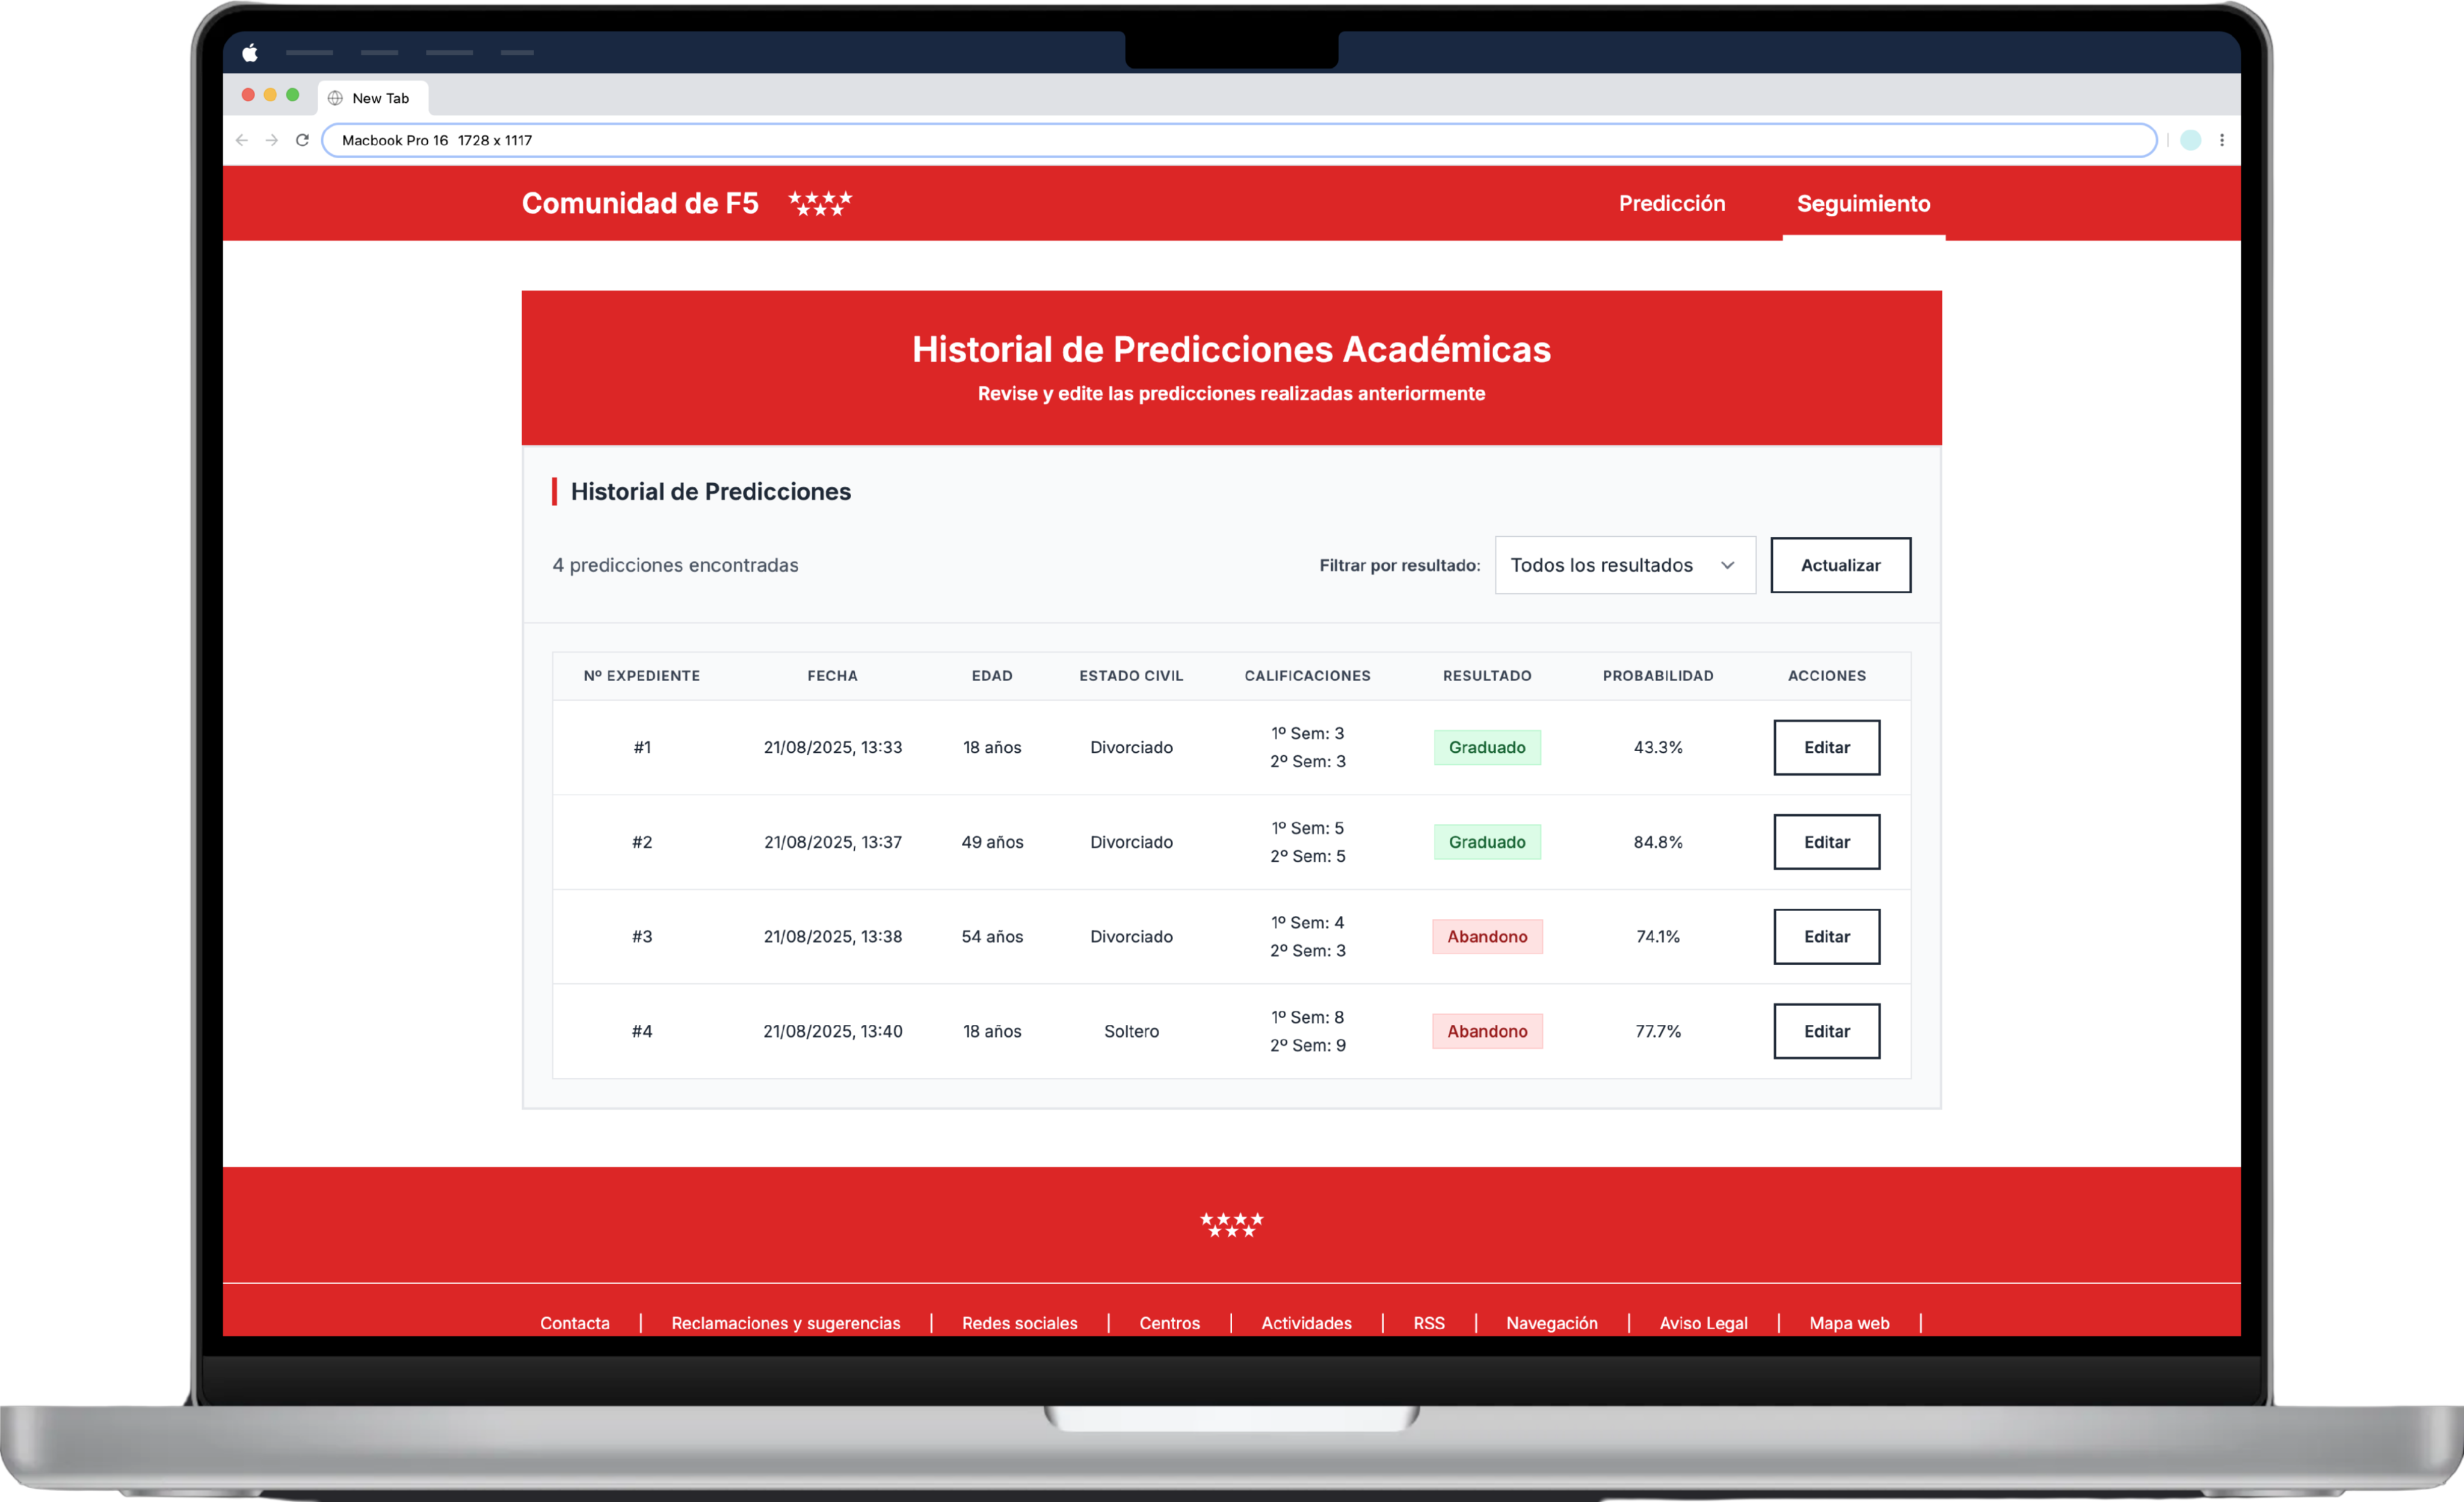 New Tab
Macbook Pro 16 1728 x 1117
Comunidad de F5 Predicción Seguimiento
Historial de Predicciones Académicas
Revise y edite las predicciones realizadas anteriormente
Historial de Predicciones
4 predicciones encontradas Filtrar por resultado: Todos los resultados Actualizar
Nº EXPEDIENTE FECHA EDAD ESTADO CIVIL CALIFICACIONES RESULTADO PROBABILIDAD ACCIONES
#1 21/08/2025, 13:33 18 años Divorciado 1º Sem: 3 Graduado 43.3% Editar
2º Sem: 3
#2 21/08/2025, 13:37 49 años Divorciado 1º Sem: 5 Graduado 84.8% Editar
2º Sem: 5
#3 21/08/2025, 13:38 54 años Divorciado 1º Sem: 4 Abandono 74.1% Editar
2º Sem: 3
#4 21/08/2025, 13:40 18 años Soltero 1º Sem: 8 Abandono 77.7% Editar
2º Sem: 9
Contacta | Reclamaciones y sugerencias | Redes sociales | Centros | Actividades | RSS | Navegación | Aviso Legal | Mapa web |